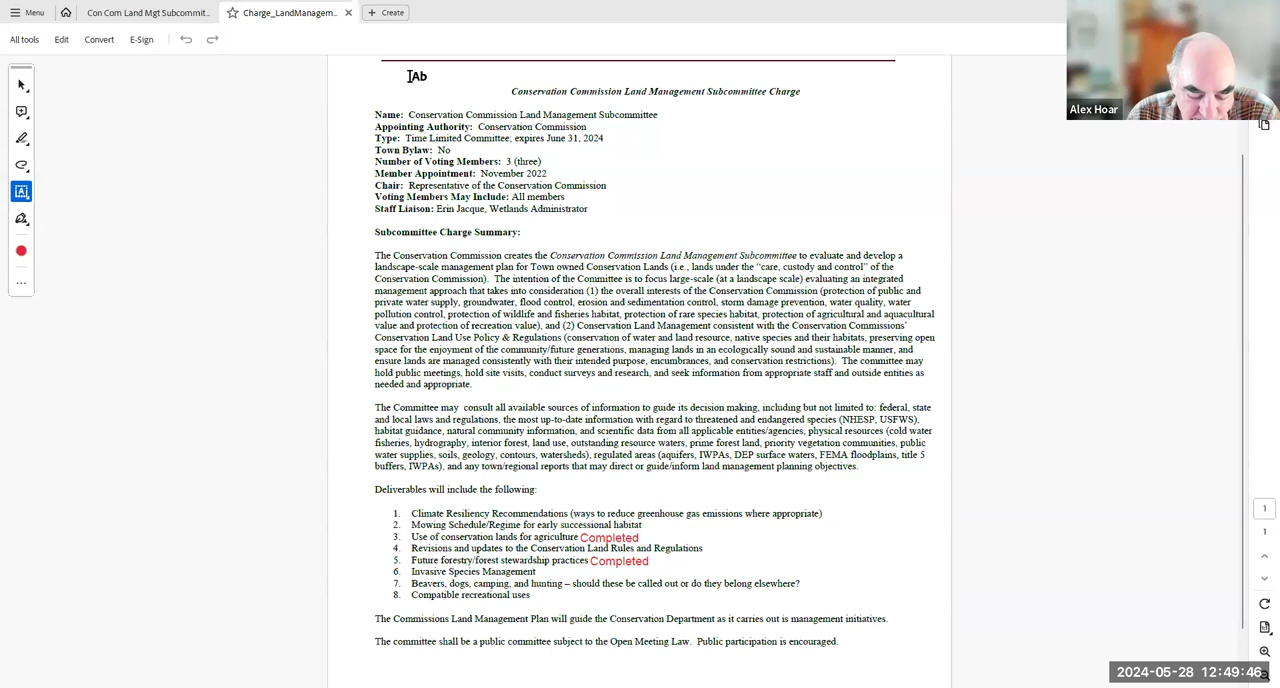 Menu
Con Com Land Mgt Subcommit...
Charge_LandManagem...
Create
All tools
Edit
Convert
E-Sign
Ab
Conservation Commission Land Management Subcommittee Charge
Name: Conservation Commission Land Management Subcommittee
Appointing Authority: Conservation Commission
Type: Time Limited Committee; expires June 31, 2024
Town Bylaw: No
Number of Voting Members: 3 (three)
Member Appointment: November 2022
Chair: Representative of the Conservation Commission
Voting Members May Include: All members
Staff Liaison: Erin Jacque, Wetlands Administrator
Subcommittee Charge Summary:
The Conservation Commission creates the Conservation Commission Land Management Subcommittee to evaluate and develop a
landscape-scale management plan for Town owned Conservation Lands (i.e., lands under the “care, custody and control” of the
Conservation Commission). The intention of the Committee is to focus large-scale (at a landscape scale) evaluating an integrated
management approach that takes into consideration (1) the overall interests of the Conservation Commission (protection of public and
private water supply, groundwater, flood control, erosion and sedimentation control, storm damage prevention, water quality, water
pollution control, protection of wildlife and fisheries habitat, protection of rare species habitat, protection of agricultural and aquacultural
value and protection of recreation value), and (2) Conservation Land Management consistent with the Conservation Commissions’
Conservation Land Use Policy & Regulations (conservation of water and land resource, native species and their habitats, preserving open
space for the enjoyment of the community/future generations, managing lands in an ecologically sound and sustainable manner, and
ensure lands are managed consistently with their intended purpose, encumbrances, and conservation restrictions). The committee may
hold public meetings, hold site visits, conduct surveys and research, and seek information from appropriate staff and outside entities as
needed and appropriate.
The Committee may consult all available sources of information to guide its decision making, including but not limited to: federal, state
and local laws and regulations, the most up-to-date information with regard to threatened and endangered species (NHESP, USFWS),
habitat guidance, natural community information, and scientific data from all applicable entities/agencies, physical resources (cold water
fisheries, hydrography, interior forest, land use, outstanding resource waters, prime forest land, priority vegetation communities, public
water supplies, soils, geology, contours, watersheds), regulated areas (aquifers, IWPAs, DEP surface waters, FEMA floodplains, title 5
buffers, IWPAs), and any town/regional reports that may direct or guide/inform land management planning objectives.
Deliverables will include the following:
1. Climate Resiliency Recommendations (ways to reduce greenhouse gas emissions where appropriate)
2. Mowing Schedule/Regime for early successional habitat
3. Use of conservation lands for agriculture Completed
4. Revisions and updates to the Conservation Land Rules and Regulations
5. Future forestry/forest stewardship practices Completed
6. Invasive Species Management
7. Beavers, dogs, camping, and hunting – should these be called out or do they belong elsewhere?
8. Compatible recreational uses
The Commissions Land Management Plan will guide the Conservation Department as it carries out is management initiatives.
The committee shall be a public committee subject to the Open Meeting Law. Public participation is encouraged.
Alex Hoar
1
1
2024-05-28 12:49:46